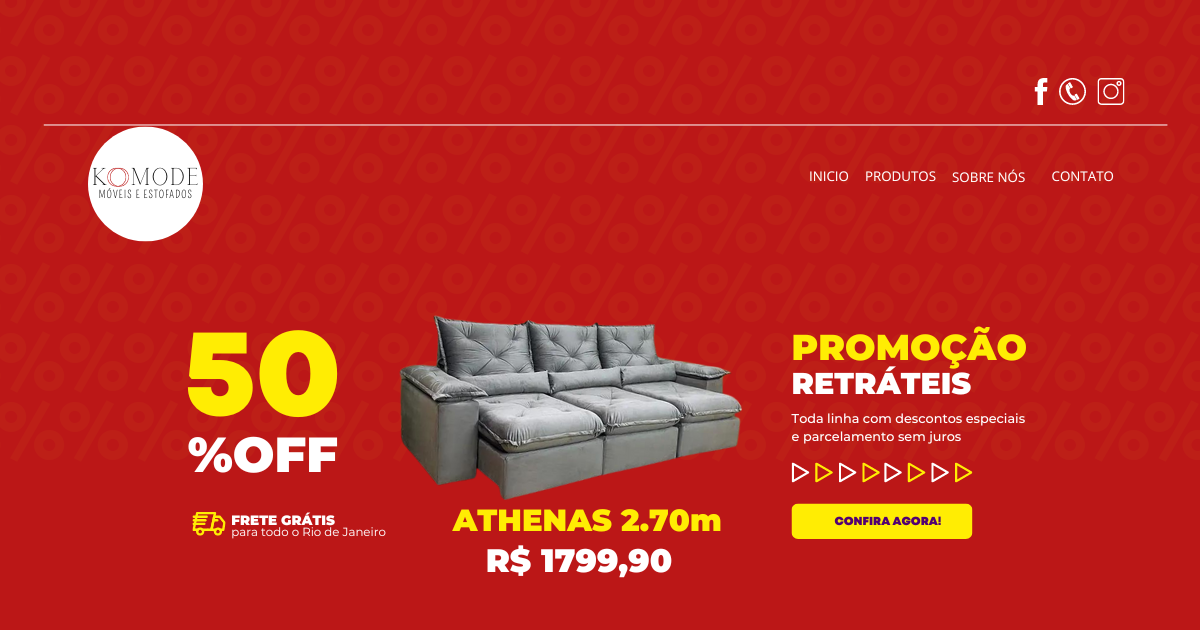 KOMODE
MÓVEIS E ESTOFADOS
INICIO PRODUTOS SOBRE NÓS CONTATO
50
%OFF
FRETE GRÁTIS
para todo o Rio de Janeiro
ATHENAS 2.70m
R$ 1799,90
PROMOÇÃO
RETRÁTEIS
Toda linha com descontos especiais
e parcelamento sem juros
CONFIRA AGORA!